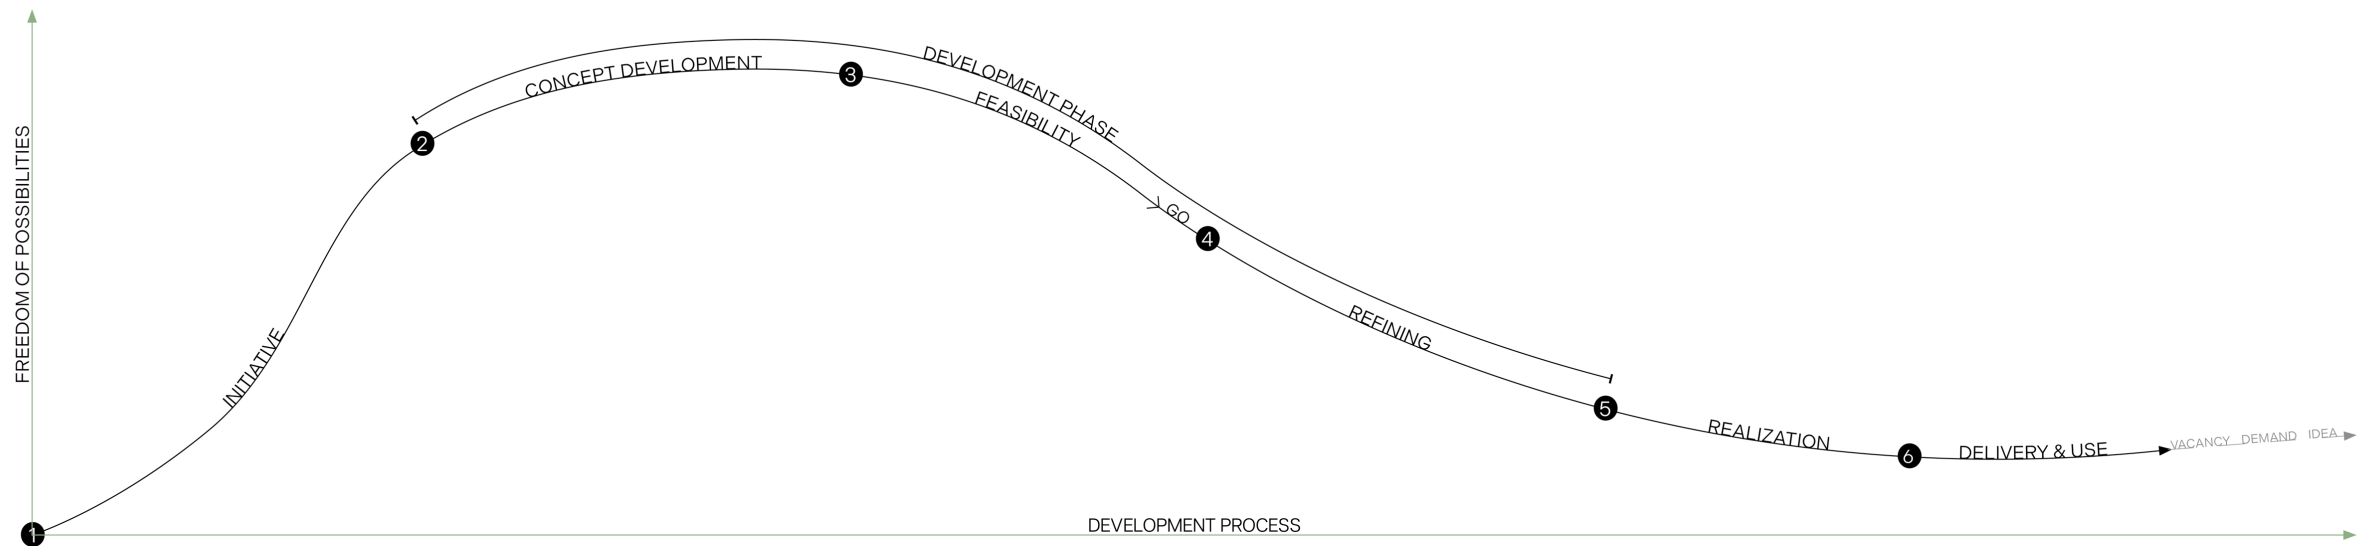 FREEDOM OF POSSIBILITIES
1
INITIATIVE
2
CONCEPT DEVELOPMENT
3
DEVELOPMENT PHASE
FEASIBILITY
GO
4
REFINING
5
REALIZATION
6
DELIVERY & USE
VACANCY DEMAND IDEA
DEVELOPMENT PROCESS